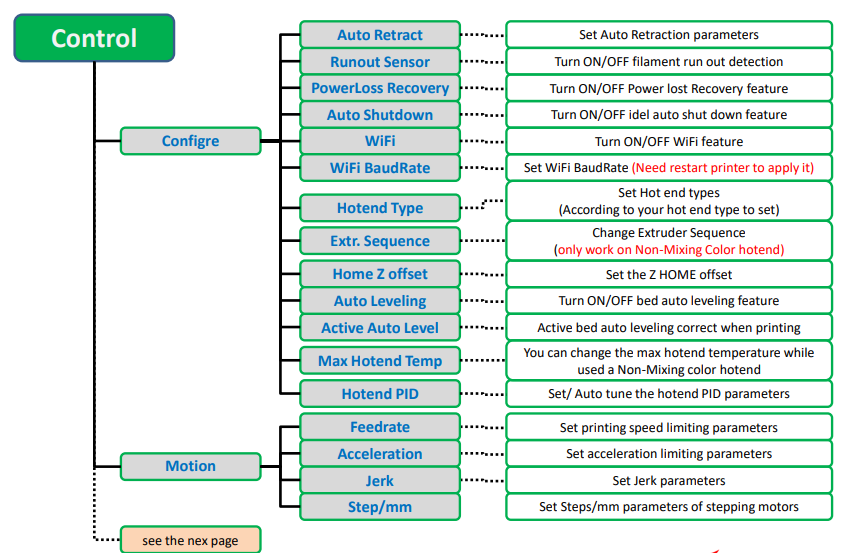 Control
Configre
Auto Retract
Set Auto Retraction parameters
Runout Sensor
Turn ON/OFF filament run out detection
PowerLoss Recovery
Turn ON/OFF Power lost Recovery feature
Auto Shutdown
Turn ON/OFF idel auto shut down feature
WiFi
Turn ON/OFF WiFi feature
WiFi BaudRate
Set WiFi BaudRate (Need restart printer to apply it)
Hotend Type
Set Hot end types
(According to your hot end type to set)
Extr. Sequence
Change Extruder Sequence
(only work on Non-Mixing Color hotend)
Home Z offset
Set the Z HOME offset
Auto Leveling
Turn ON/OFF bed auto leveling feature
Active Auto Level
Active bed auto leveling correct when printing
Max Hotend Temp
You can change the max hotend temperature while
used a Non-Mixing color hotend
Hotend PID
Set/ Auto tune the hotend PID parameters
Motion
Feedrate
Set printing speed limiting parameters
Acceleration
Set acceleration limiting parameters
Jerk
Set Jerk parameters
Step/mm
Set Steps/mm parameters of stepping motors
see the nex page